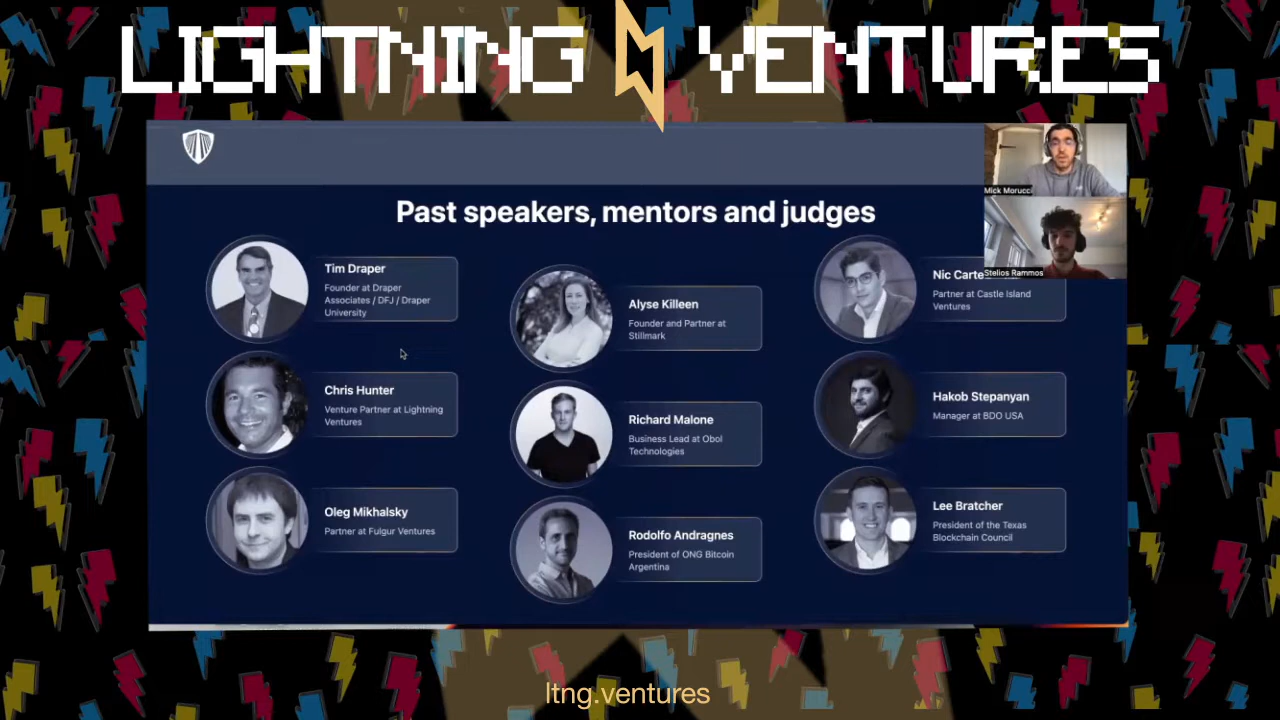 LIGHTNING VENTURES
Past speakers, mentors and judges
Mick Morucci
Stelios Rammos
Tim Draper
Founder at Draper
Associates / DFJ / Draper
University
Chris Hunter
Venture Partner at Lightning
Ventures
Oleg Mikhalsky
Partner at Fulgur Ventures
Alyse Killeen
Founder and Partner at
Stillmark
Richard Malone
Business Lead at Obol
Technologies
Rodolfo Andragnes
President of ONG Bitcoin
Argentina
Nic
Partner at Castle Island
Ventures
Hakob Stepanyan
Manager at BDO USA
Lee Bratcher
President of the Texas
Blockchain Council
ltng.ventures